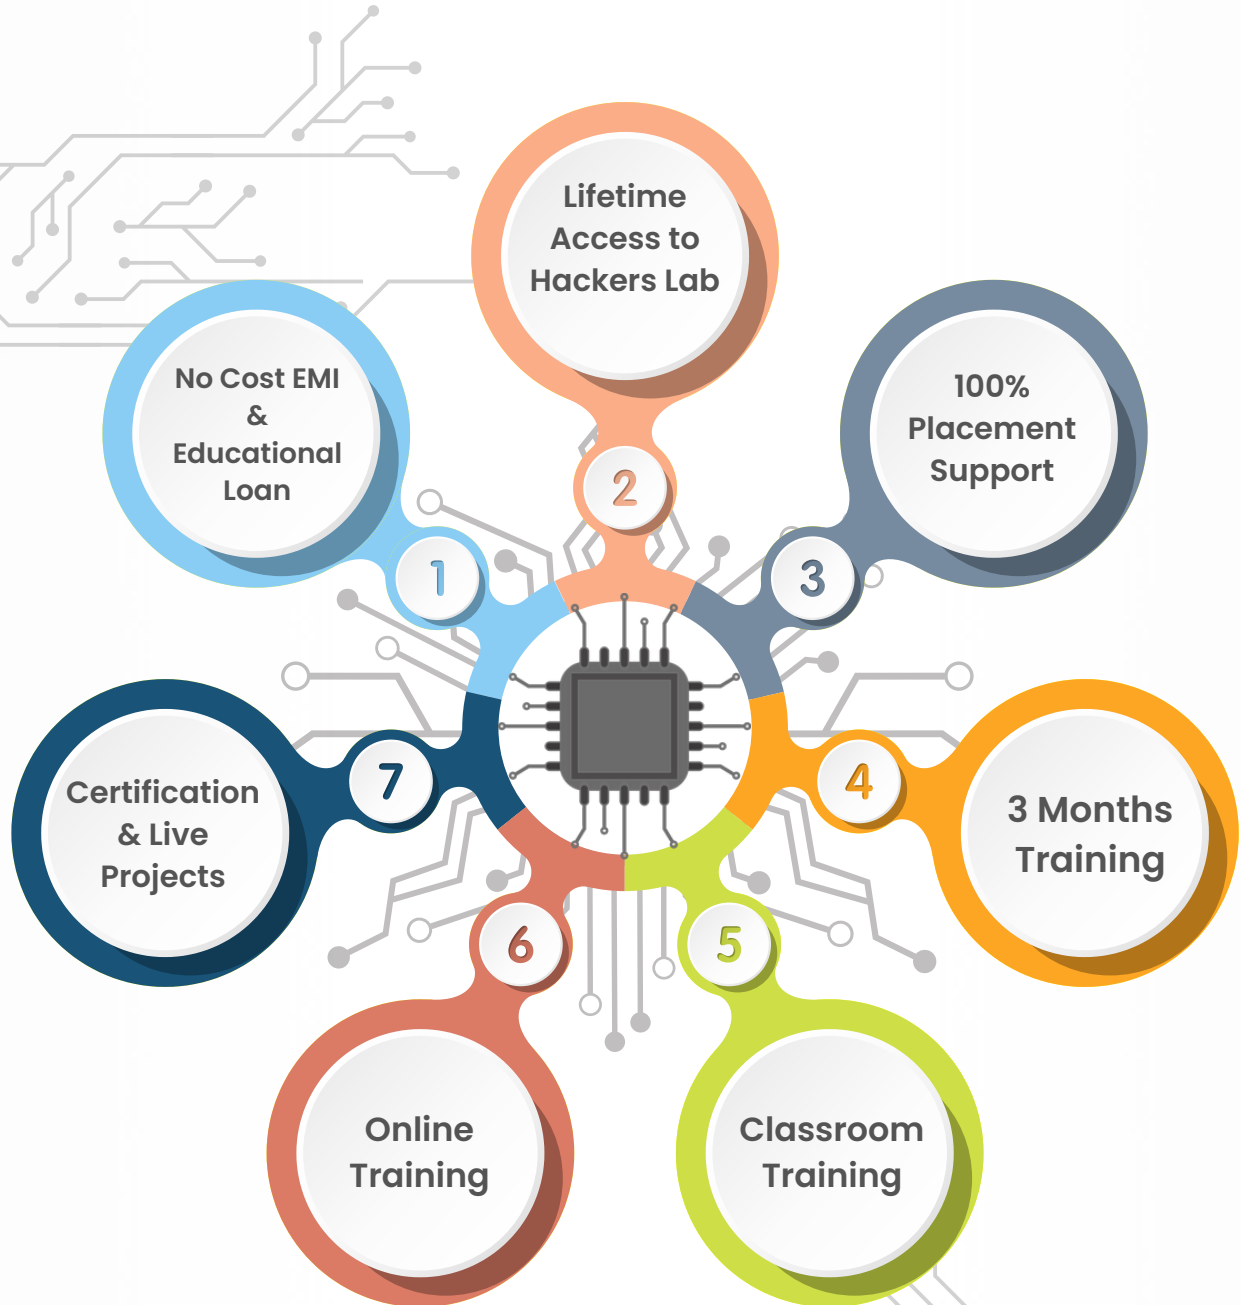 No Cost EMI
&
Educational
Loan
1
Lifetime
Access to
Hackers Lab
2
100%
Placement
Support
3
3 Months
Training
4
Classroom
Training
5
Online
Training
6
Certification
& Live
Projects
7